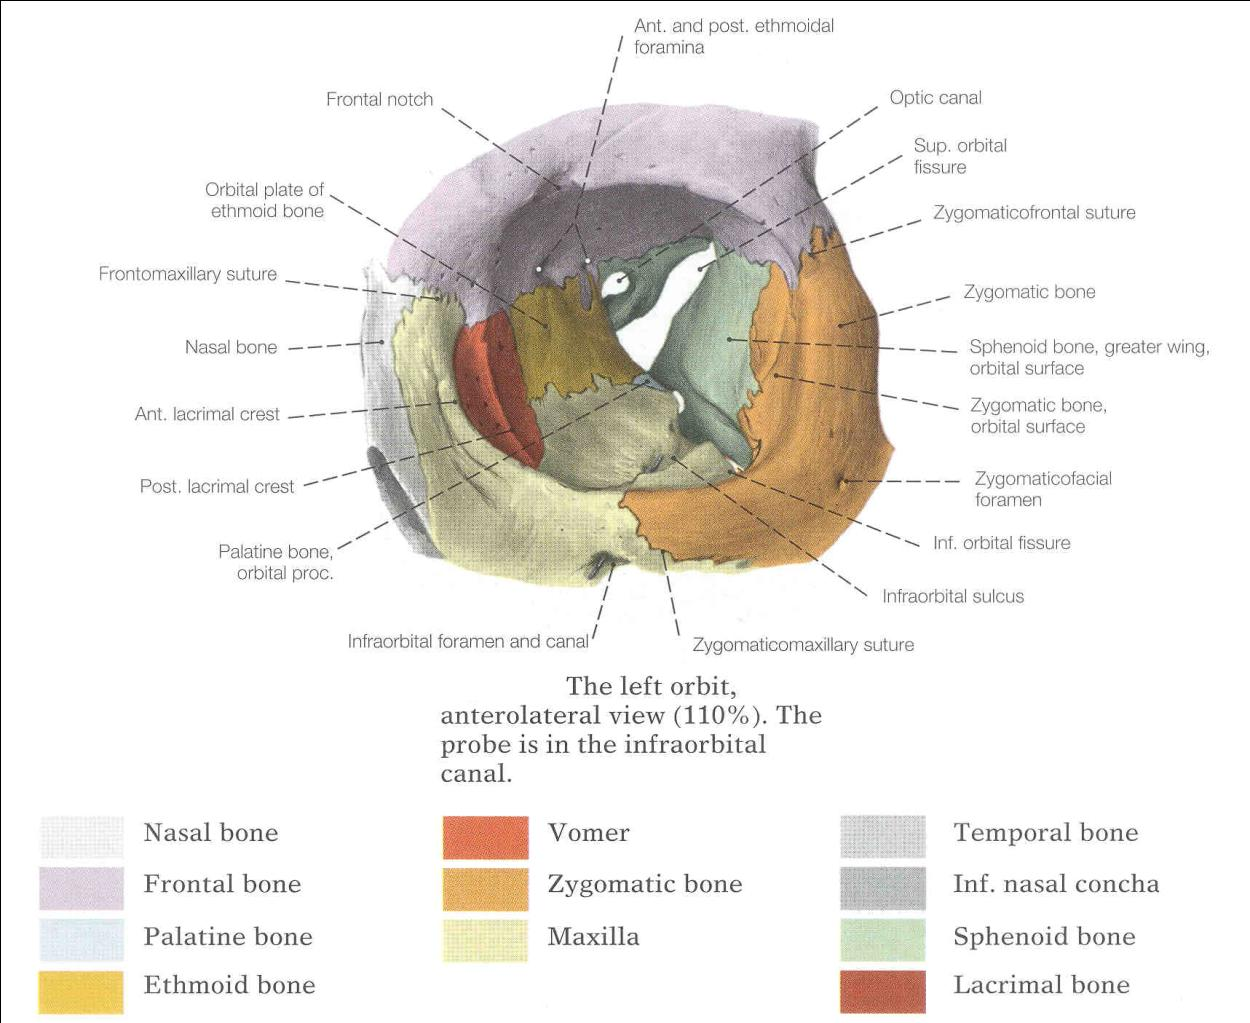 Ant. and post. ethmoidal
foramina
Frontal notch
Optic canal
Sup. orbital
fissure
Orbital plate of
ethmoid bone
Zygomaticofrontal suture
Frontomaxillary suture
Zygomatic bone
Nasal bone
Sphenoid bone, greater wing,
orbital surface
Ant. lacrimal crest
Zygomatic bone,
orbital surface
Post. lacrimal crest
Zygomaticofacial
foramen
Palatine bone,
orbital proc.
Inf. orbital fissure
Infraorbital sulcus
Infraorbital foramen and canal
Zygomaticomaxillary suture
The left orbit,
anterolateral view (110%). The
probe is in the infraorbital
canal.
Nasal bone
Frontal bone
Palatine bone
Ethmoid bone
Vomer
Zygomatic bone
Maxilla
Temporal bone
Inf. nasal concha
Sphenoid bone
Lacrimal bone